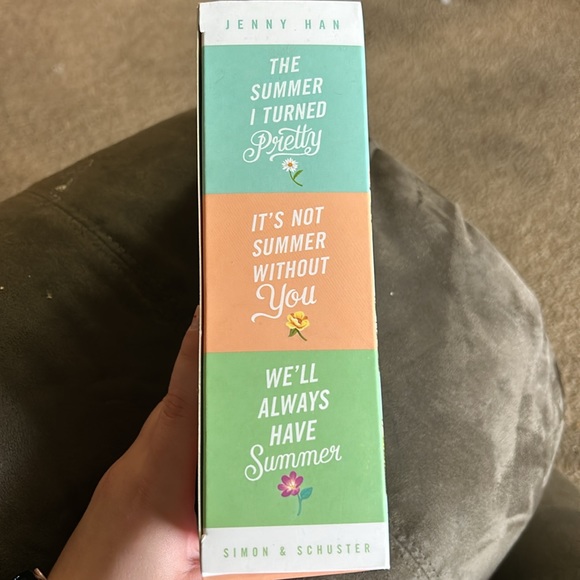 JENNY HAN
THE
SUMMER
I TURNED
Pretty
IT'S NOT
SUMMER
WITHOUT
You
WE'LL
ALWAYS
HAVE
Summer
SIMON & SCHUSTER